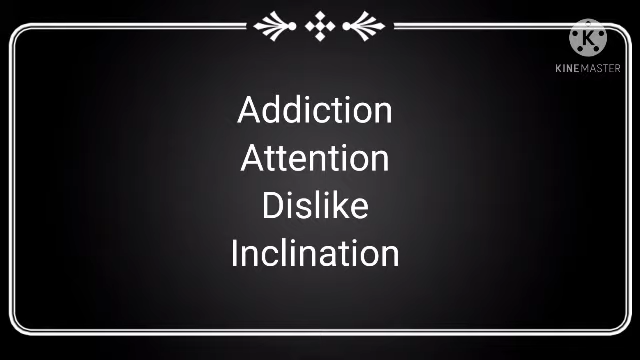 KINEMASTER
Addiction
Attention
Dislike
Inclination